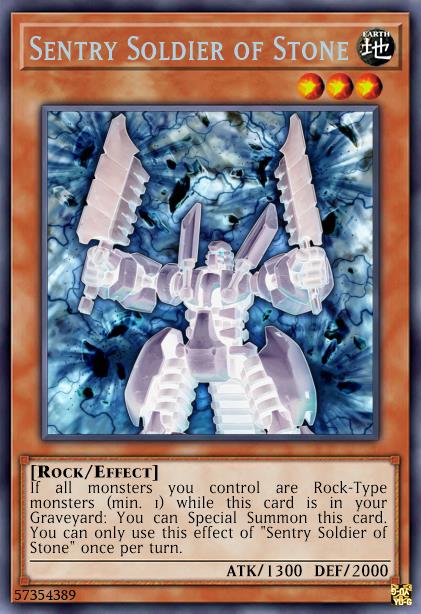 Sentry Soldier of Stone
EARTH
地
[Rock/Effect]
If all monsters you control are Rock-Type
monsters (min. 1) while this card is in your
Graveyard: You can Special Summon this card.
You can only use this effect of "Sentry Soldier of
Stone" once per turn.
ATK/1300 DEF/2000
57354389